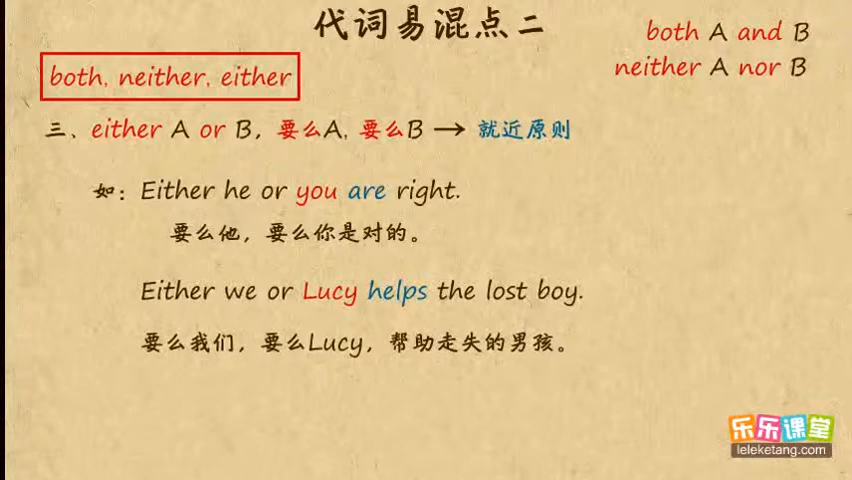 代词易混点二
both A and B
neither A nor B
both, neither, either
三、either A or B, 要么A, 要么B → 就近原则
如：Either he or you are right.
要么他，要么你是对的。
Either we or Lucy helps the lost boy.
要么我们，要么Lucy，帮助走失的男孩。
乐乐课堂
leleketang.com